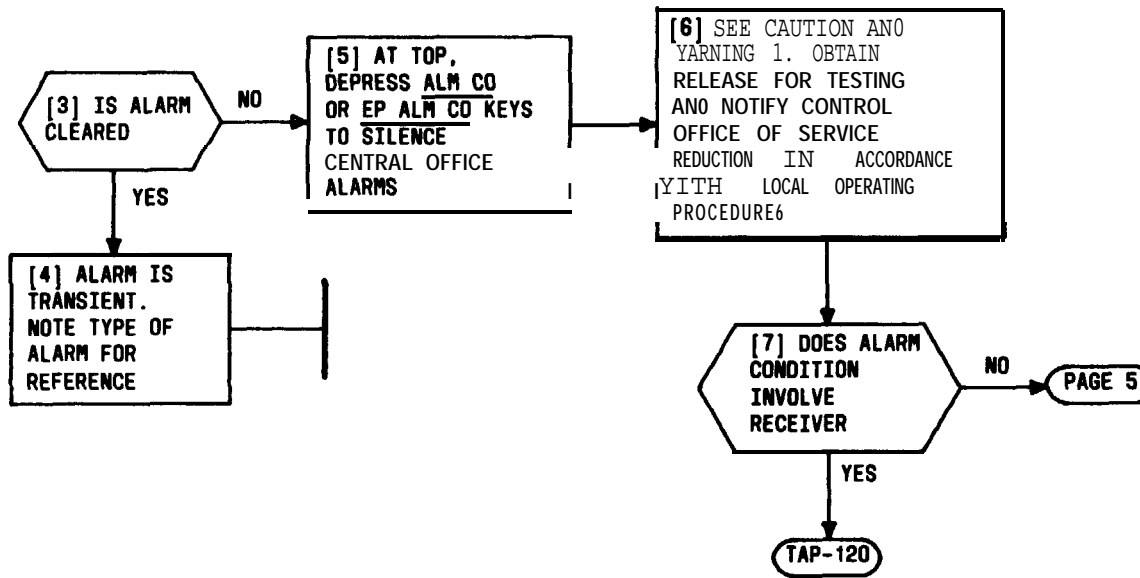 [3] IS ALARM
CLEARED
NO
YES
[4] ALARM IS
TRANSIENT.
NOTE TYPE OF
ALARM FOR
REFERENCE
[5] AT TOP,
DEPRESS ALM CO
OR EP ALM CO KEYS
TO SILENCE
CENTRAL OFFICE
ALARMS
[6] SEE CAUTION AN0
YARNING 1. OBTAIN
RELEASE FOR TESTING
AN0 NOTIFY CONTROL
OFFICE OF SERVICE
REDUCTION IN ACCORDANCE
YITH LOCAL OPERATING
PROCEDURE6
[7] DOES ALARM
CONDITION
INVOLVE
RECEIVER
NO
PAGE 5
YES
TAP-120